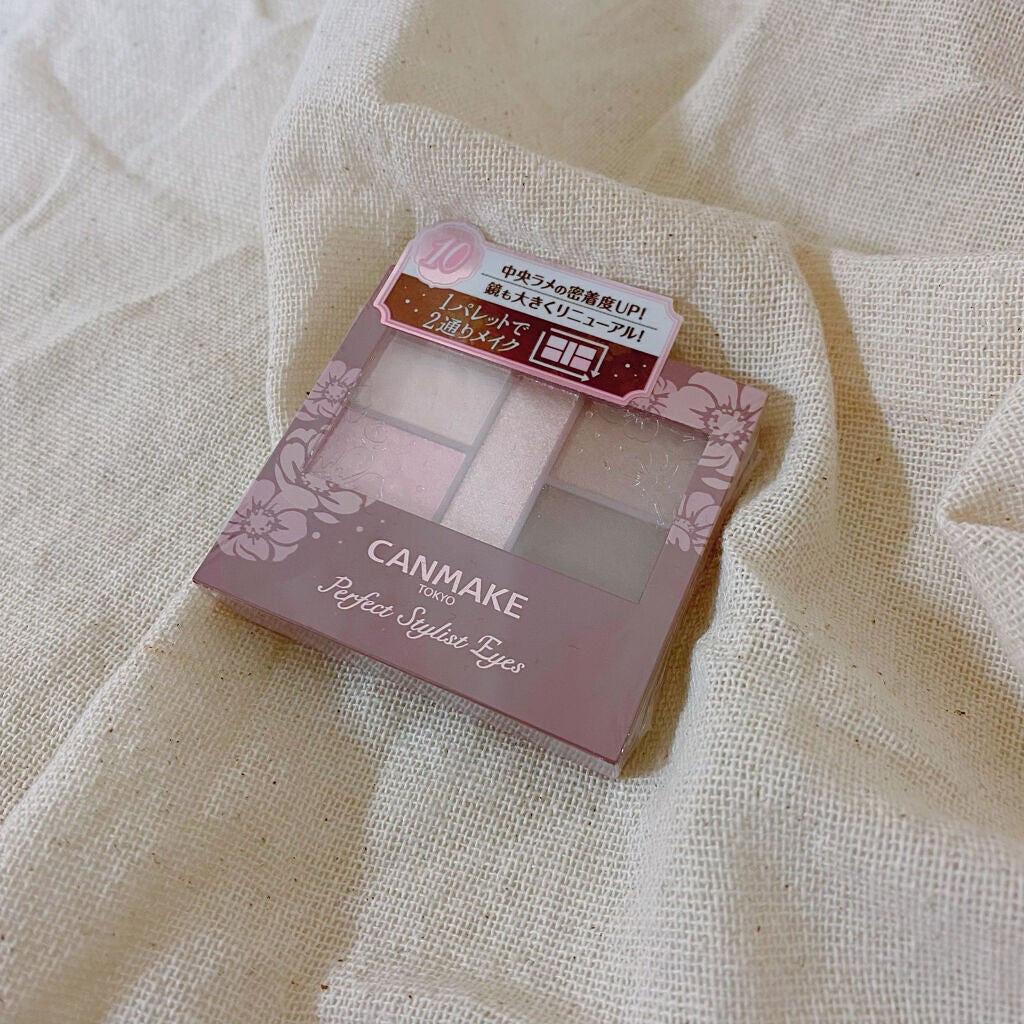 10
中央ラメの密着度UP!
鏡も大きくリニューアル!
1パレットで
2通りメイク
CANMAKE
TOKYO
Perfect Stylist Eyes